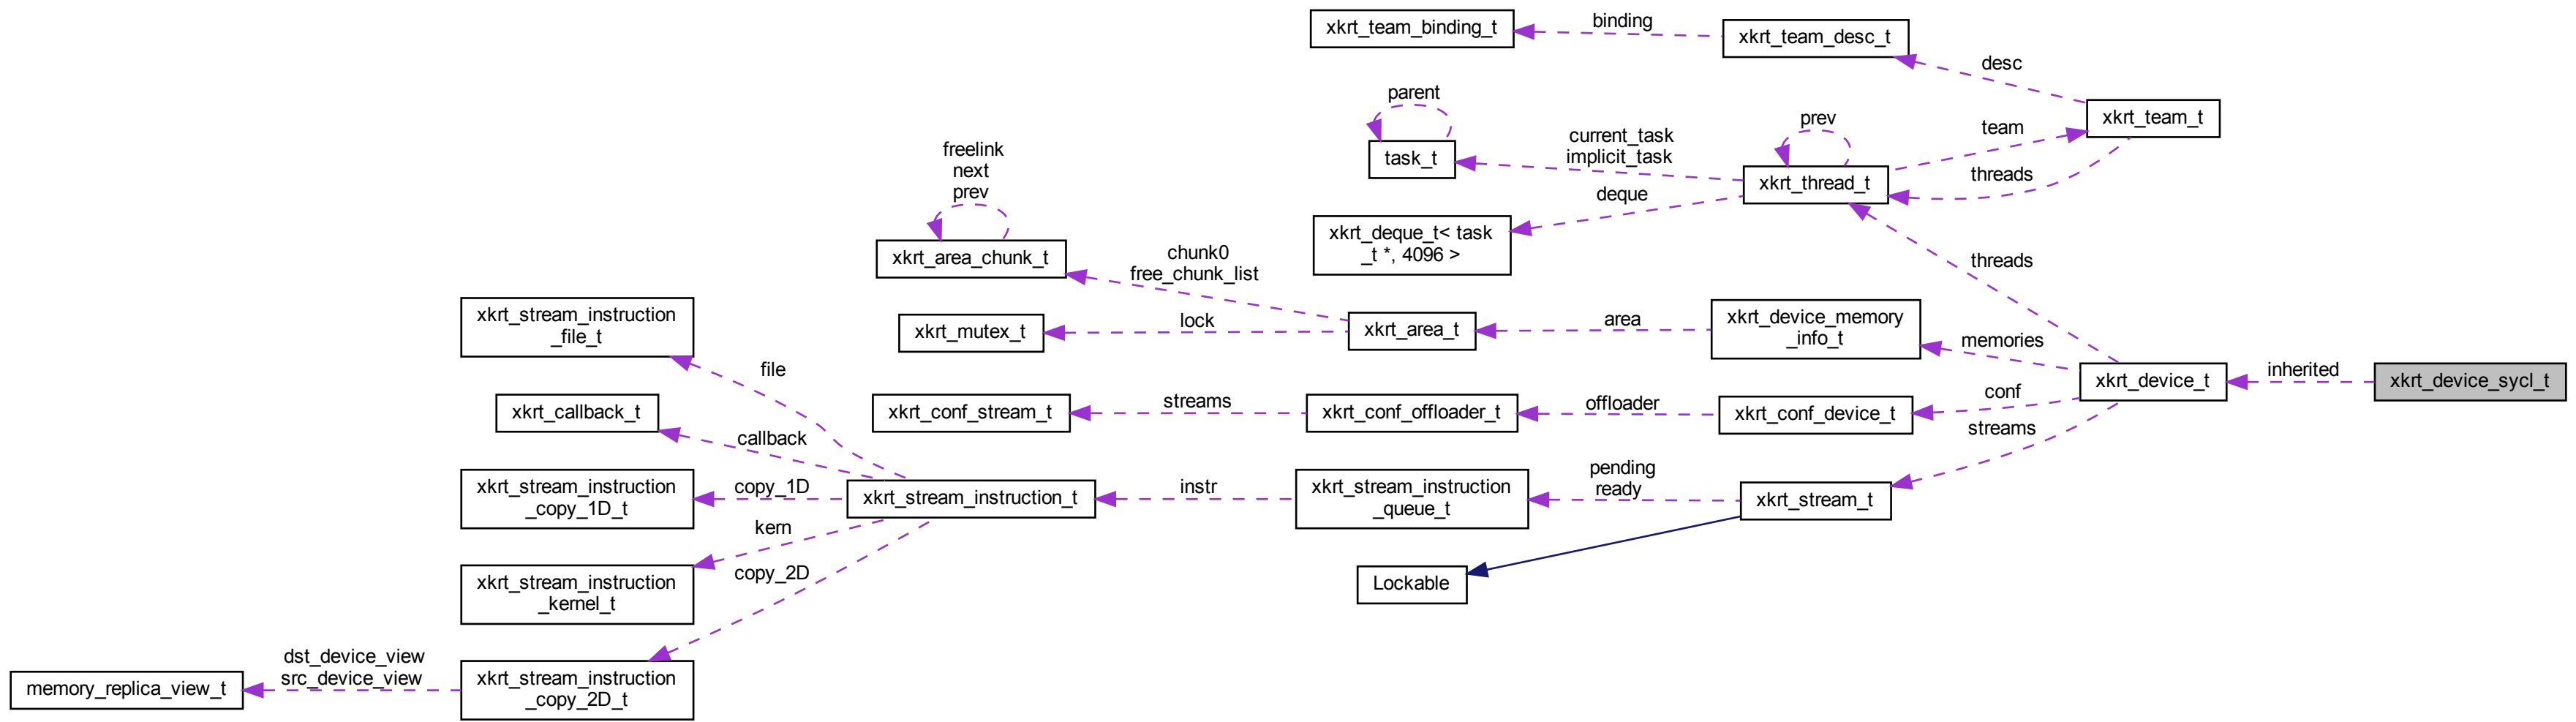 xkrt_team_binding_t
binding
xkrt_team_desc_t
desc
xkrt_team_t
parent
task_t
current_task
implicit_task
prev
team
threads
xkrt_thread_t
deque
xkrt_deque_t< task
_t *, 4096 >
freelink
next
prev
xkrt_area_chunk_t
chunk0
free_chunk_list
threads
xkrt_mutex_t
lock
xkrt_area_t
area
xkrt_device_memory
_info_t
memories
xkrt_device_t
inherited
xkrt_device_sycl_t
xkrt_stream_instruction
_file_t
file
xkrt_conf_stream_t
streams
xkrt_conf_offloader_t
offloader
xkrt_conf_device_t
conf
streams
xkrt_callback_t
callback
xkrt_stream_instruction
_copy_1D_t
copy_1D
xkrt_stream_instruction_t
instr
xkrt_stream_instruction
_queue_t
pending
ready
xkrt_stream_t
Lockable
kern
xkrt_stream_instruction
_kernel_t
copy_2D
xkrt_stream_instruction
_copy_2D_t
dst_device_view
src_device_view
memory_replica_view_t